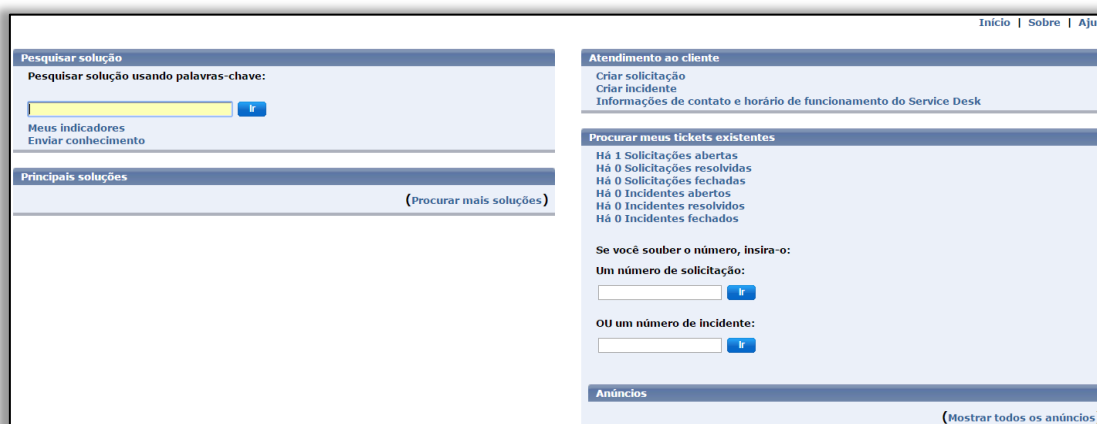 Início | Sobre |
Pesquisar solução
Pesquisar solução usando palavras-chave:
Ir
Meus indicadores
Enviar conhecimento
Principais soluções
(Procurar mais soluções)
Atendimento ao cliente
Criar solicitação
Criar incidente
Informações de contato e horário de funcionamento do Service Desk
Procurar meus tickets existentes
Há 1 Solicitações abertas
Há 0 Solicitações resolvidas
Há 0 Solicitações fechadas
Há 0 Incidentes abertos
Há 0 Incidentes resolvidos
Há 0 Incidentes fechados
Se você souber o número, insira-o:
Um número de solicitação:
Ir
OU um número de incidente:
Ir
Anúncios
(Mostrar todos os anúncios